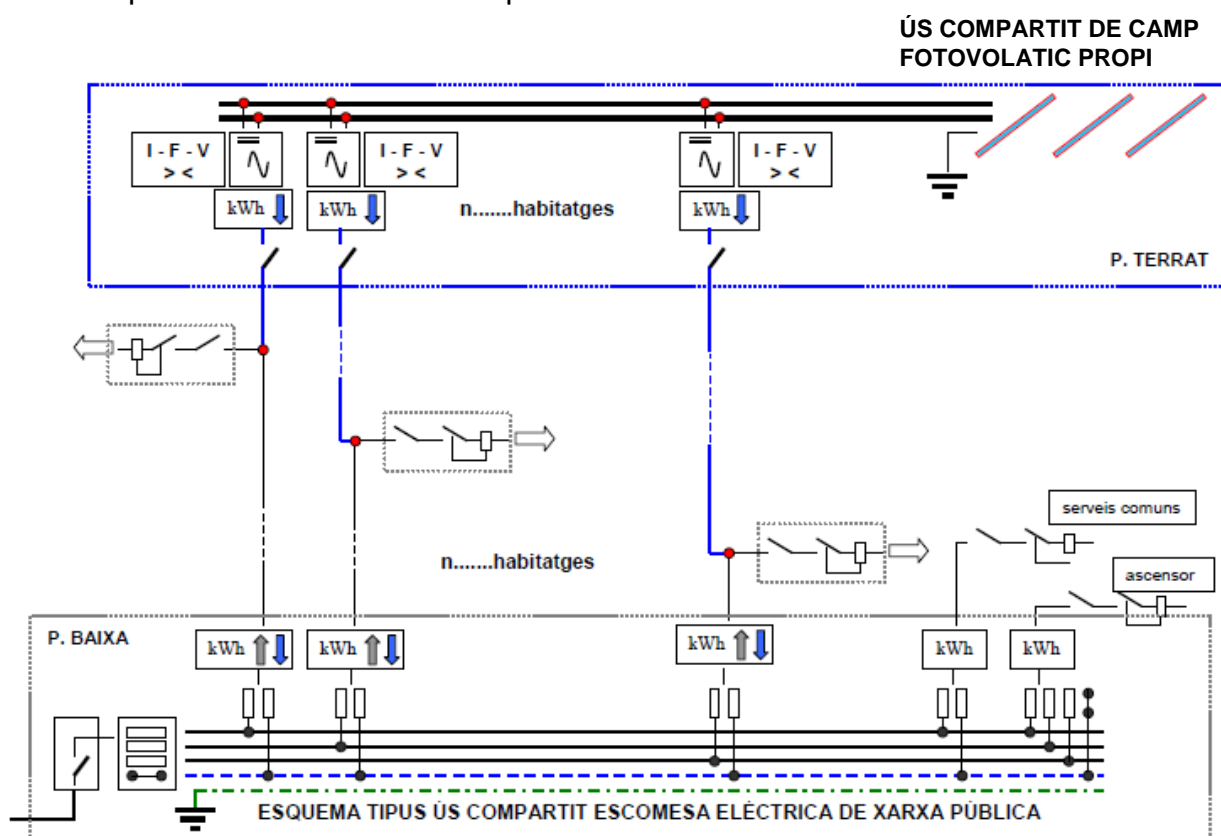 ÚS COMPARTIT DE CAMP
FOTOVOLATIC PROPI
I - F - V
> <
I - F - V
> <
I - F - V
> <
kWh
kWh
n.......habitatges
kWh
P. TERRAT
serveis comuns
n.......habitatges
ascensor
P. BAIXA
kWh
kWh
kWh
kWh
kWh
ESQUEMA TIPUS ÚS COMPARTIT ESCOMESA ELÉCTRICA DE XARXA PÚBLICA